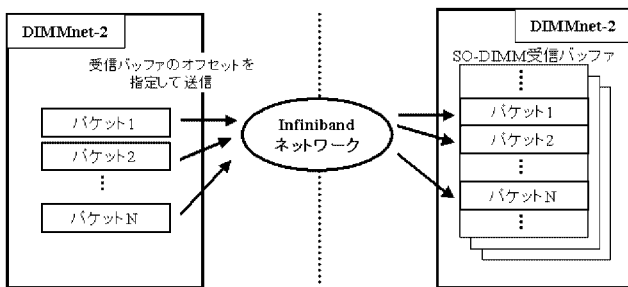 DIMMnet-2
受信バッファのオフセットを
指定して送信
パケット1
パケット2
⋮
パケットN
Infiniband
ネットワーク
DIMMnet-2
SO-DIMM受信バッファ
⋮
パケット1
パケット2
⋮
パケットN
⋮